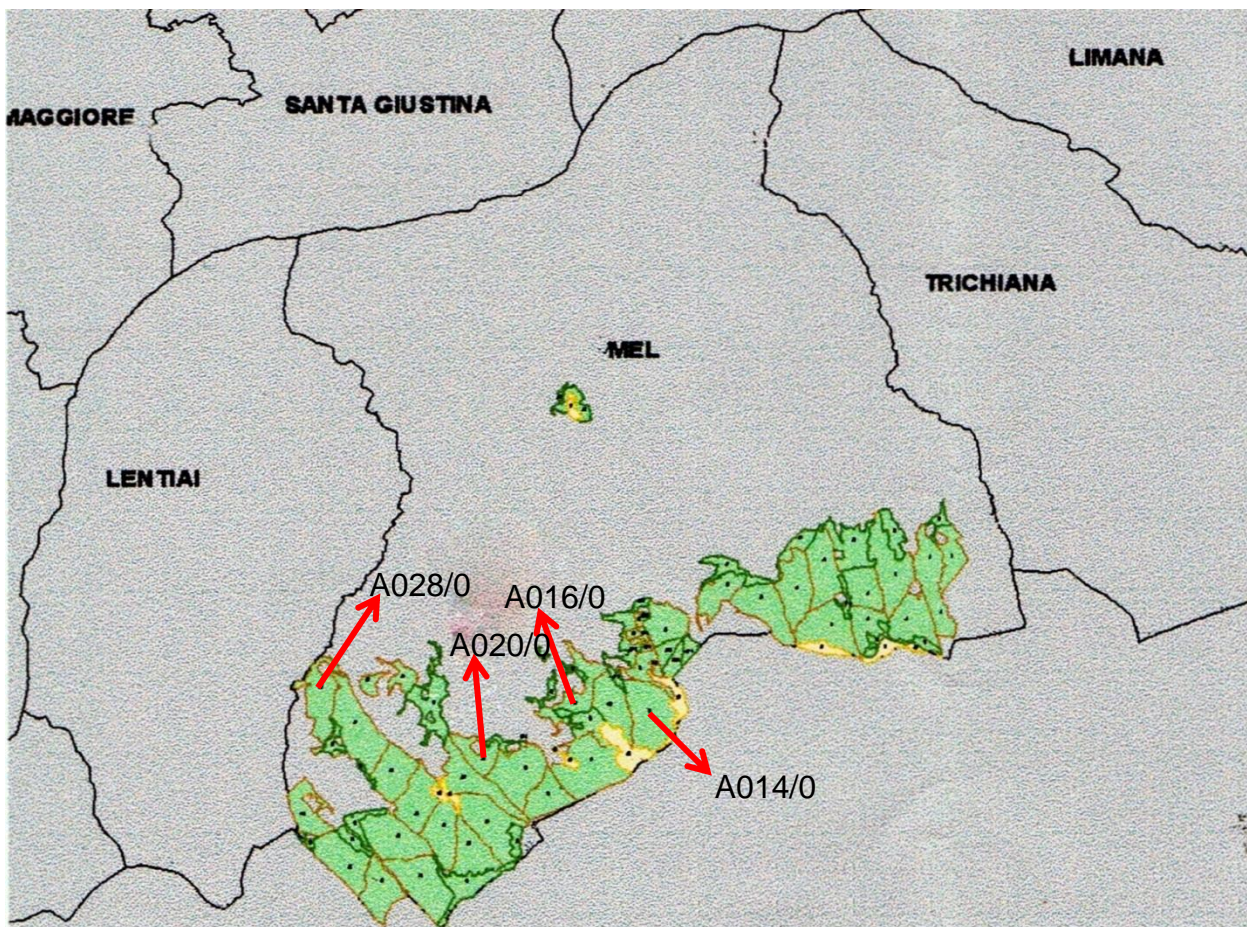 LIMANA
MAGGIORE
SANTA GIUSTINA
TRICHIANA
MEL
LENTIAI
A028/0
A016/0
A020/0
A014/0